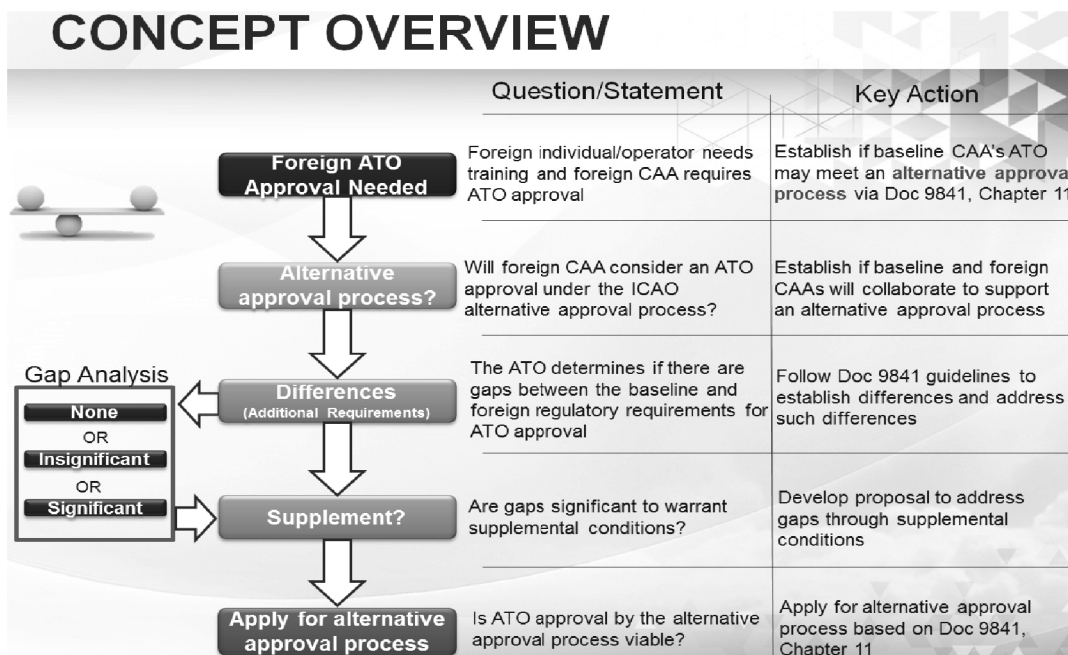 CONCEPT OVERVIEW
Question/Statement
Key Action
Foreign ATO
Approval Needed
Foreign individual/operator needs
training and foreign CAA requires
ATO approval
Establish if baseline CAA's ATO
may meet an alternative approval
process via Doc 9841, Chapter 11
Alternative
approval process?
Will foreign CAA consider an ATO
approval under the ICAO
alternative approval process?
Establish if baseline and foreign
CAAs will collaborate to support
an alternative approval process
Gap Analysis
None
OR
Insignificant
OR
Significant
Differences
(Additional Requirements)
The ATO determines if there are
gaps between the baseline and
foreign regulatory requirements for
ATO approval
Follow Doc 9841 guidelines to
establish differences and address
such differences
Supplement?
Are gaps significant to warrant
supplemental conditions?
Develop proposal to address
gaps through supplemental
conditions
Apply for alternative
approval process
Is ATO approval by the alternative
approval process viable?
Apply for alternative approval
process based on Doc 9841,
Chapter 11